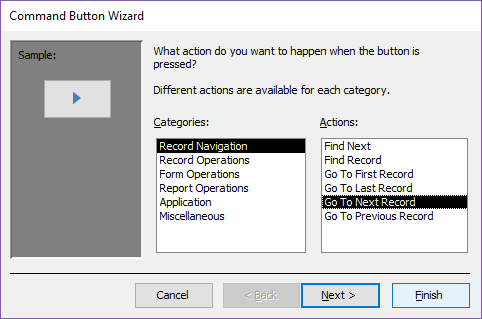 Command Button Wizard
Sample:
What action do you want to happen when the button is
pressed?
Different actions are available for each category.
Categories:
Actions:
Record Navigation
Record Operations
Form Operations
Report Operations
Application
Miscellaneous
Find Next
Find Record
Go To First Record
Go To Last Record
Go To Next Record
Go To Previous Record
Cancel
< Back
Next >
Finish